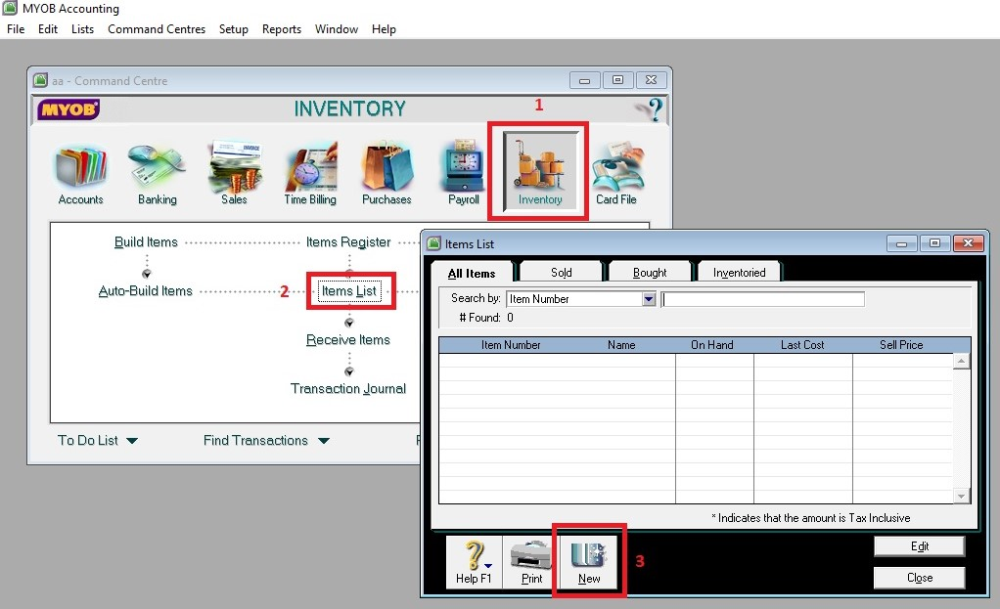 MYOB Accounting
File Edit Lists Command Centres Setup Reports Window Help
aa - Command Centre
MYOB
INVENTORY
1
Accounts Banking Sales Time Billing Purchases Payroll Inventory Card File
Build Items
Items Register
Auto-Build Items
2
Items List
Receive Items
Transaction Journal
To Do List
Find Transactions
Items List
All Items Sold Bought Inventoried
Search by: Item Number
# Found: 0
Item Number Name On Hand Last Cost Sell Price
* Indicates that the amount is Tax Inclusive
Help F1 Print New
3
Edit
Close